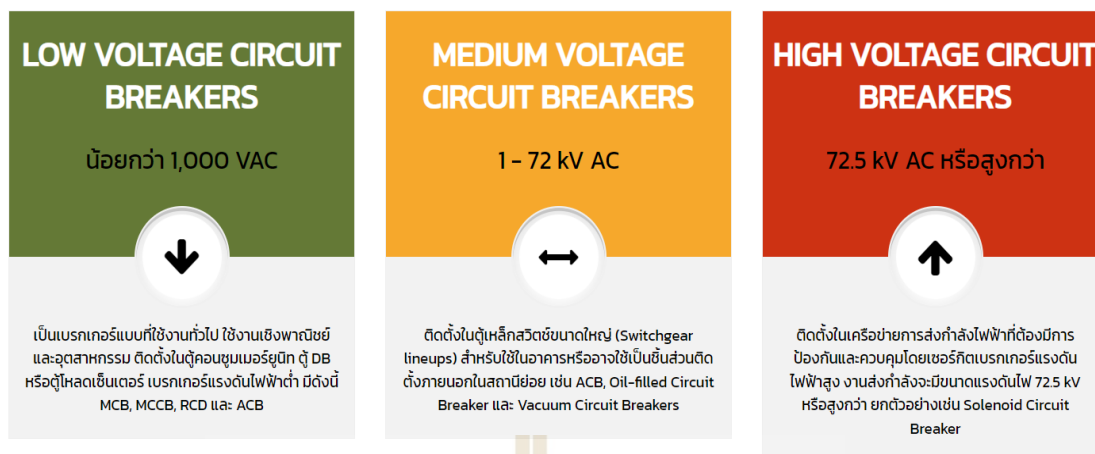 LOW VOLTAGE CIRCUIT
BREAKERS
น้อยกว่า 1,000 VAC
เป็นเบรกเกอร์แบบที่ใช้งานทั่วไป ใช้งานเชิงพาณิชย์
และอุตสาหกรรม ติดตั้งในตู้คอนซูมเมอร์ยูนิท ตู้ DB
หรือตู้โหลดเซ็นเตอร์ เบรกเกอร์แรงดันไฟฟ้าต่ำ มีดังนี้
MCB, MCCB, RCD และ ACB
MEDIUM VOLTAGE
CIRCUIT BREAKERS
1 - 72 kV AC
ติดตั้งในตู้เหล็กสวิตช์ขนาดใหญ่ (Switchgear
lineups) สำหรับใช้ในอาคารหรืออาจใช้เป็นชิ้นส่วนติด
ตั้งภายนอกในสถานีย่อย เช่น ACB, Oil-filled Circuit
Breaker และ Vacuum Circuit Breakers
HIGH VOLTAGE CIRCUIT
BREAKERS
72.5 kV AC หรือสูงกว่า
ติดตั้งในเครือข่ายการส่งกำลังไฟฟ้าที่ต้องมีการ
ป้องกันและควบคุมโดยเซอร์กิตเบรกเกอร์แรงดัน
ไฟฟ้าสูง งานส่งกำลังจะมีขนาดแรงดันไฟ 72.5 kV
หรือสูงกว่า ยกตัวอย่างเช่น Solenoid Circuit
Breaker